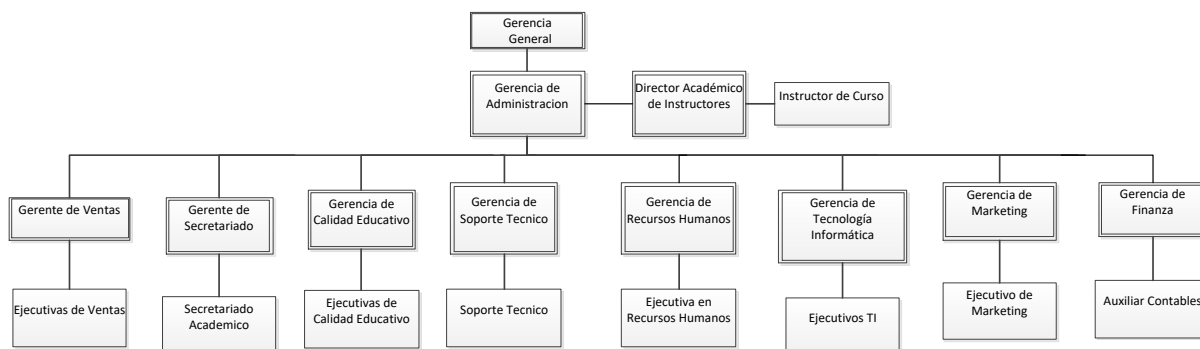 Gerencia
General
Gerencia de
Administracion
Director Académico
de Instructores
Instructor de Curso
Gerente de Ventas
Gerente de
Secretariado
Gerencia de
Calidad Educativo
Gerencia de
Soporte Tecnico
Gerencia de
Recursos Humanos
Gerencia de
Tecnología
Informática
Gerencia de
Marketing
Gerencia de
Finanza
Ejecutivas de Ventas
Secretariado
Academico
Ejecutivas de
Calidad Educativo
Soporte Tecnico
Ejecutiva en
Recursos Humanos
Ejecutivos TI
Ejecutivo de
Marketing
Auxiliar Contables